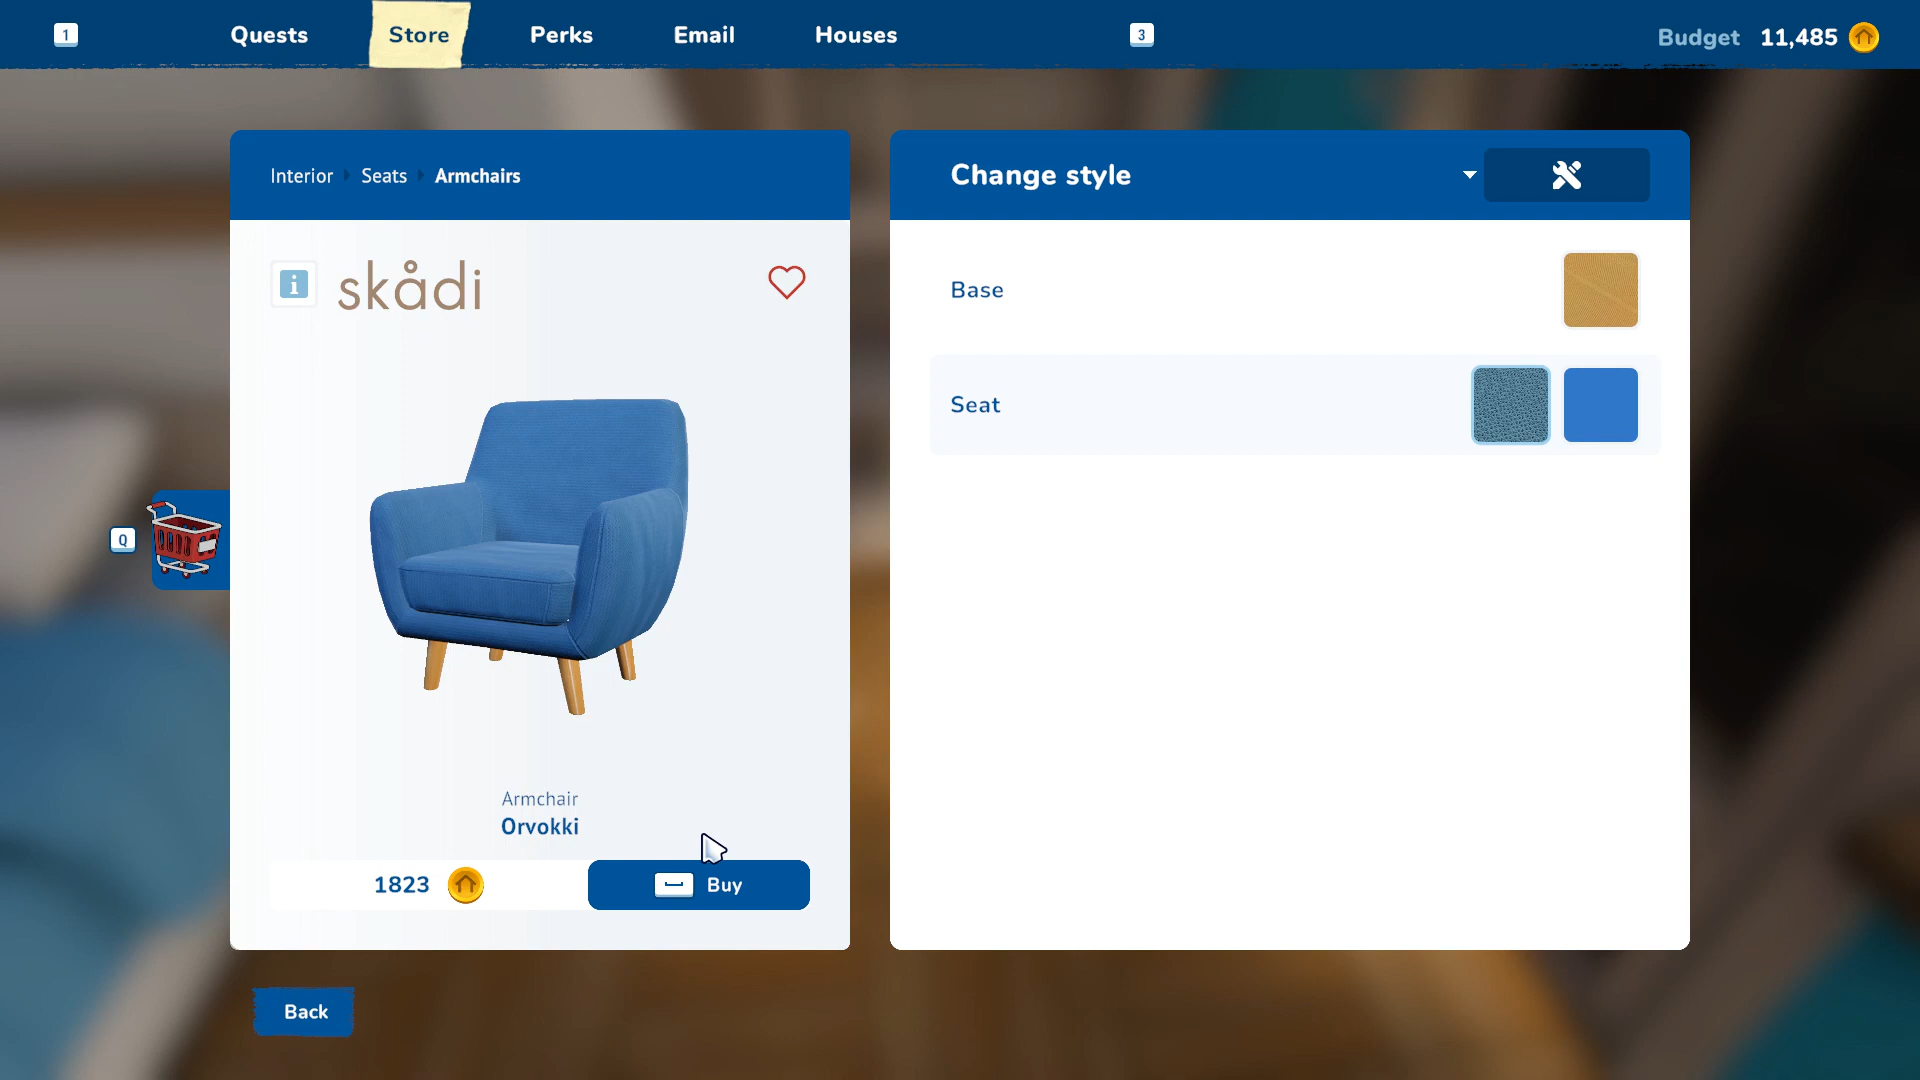 1
Quests
Store
Perks
Email
Houses
3
Budget 11,485
Interior
Seats
Armchairs
i
skådi
Armchair
Orvokki
1823
Buy
Q
Change style
Base
Seat
Back